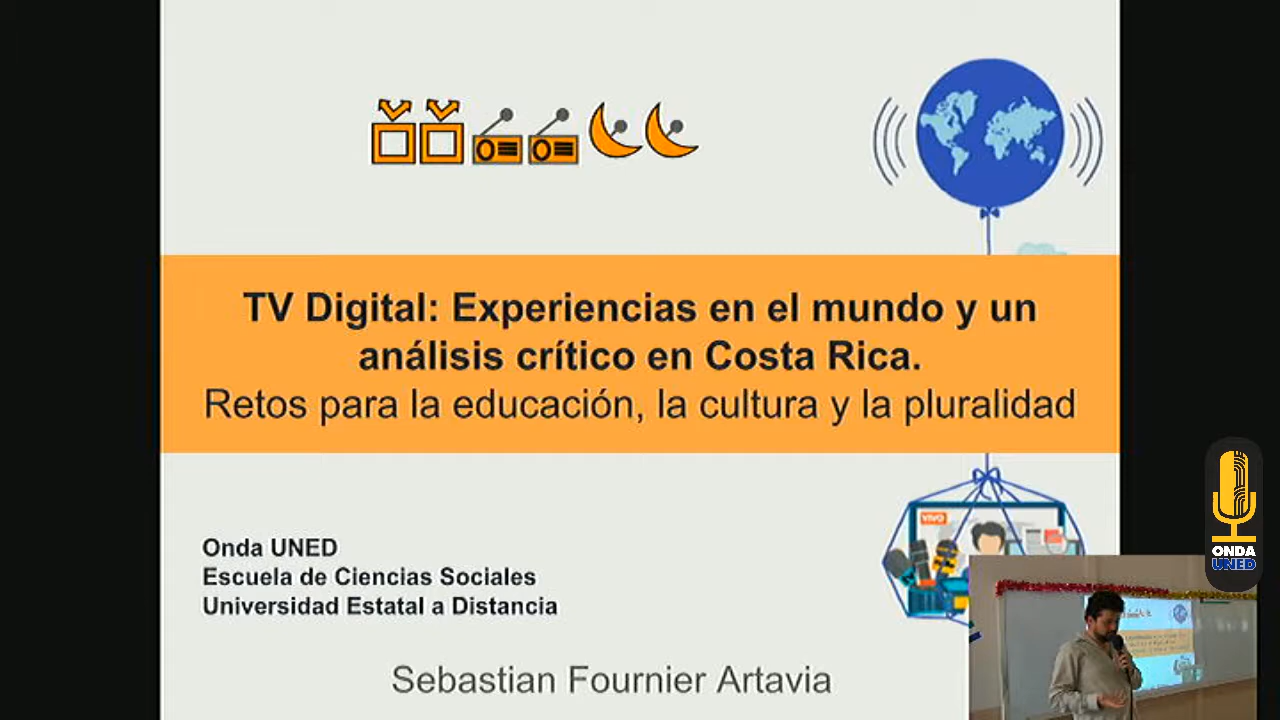 TV Digital: Experiencias en el mundo y un
análisis crítico en Costa Rica.
Retos para la educación, la cultura y la pluralidad
VIVO
Onda UNED
Escuela de Ciencias Sociales
Universidad Estatal a Distancia
Sebastian Fournier Artavia
ONDA
UNED